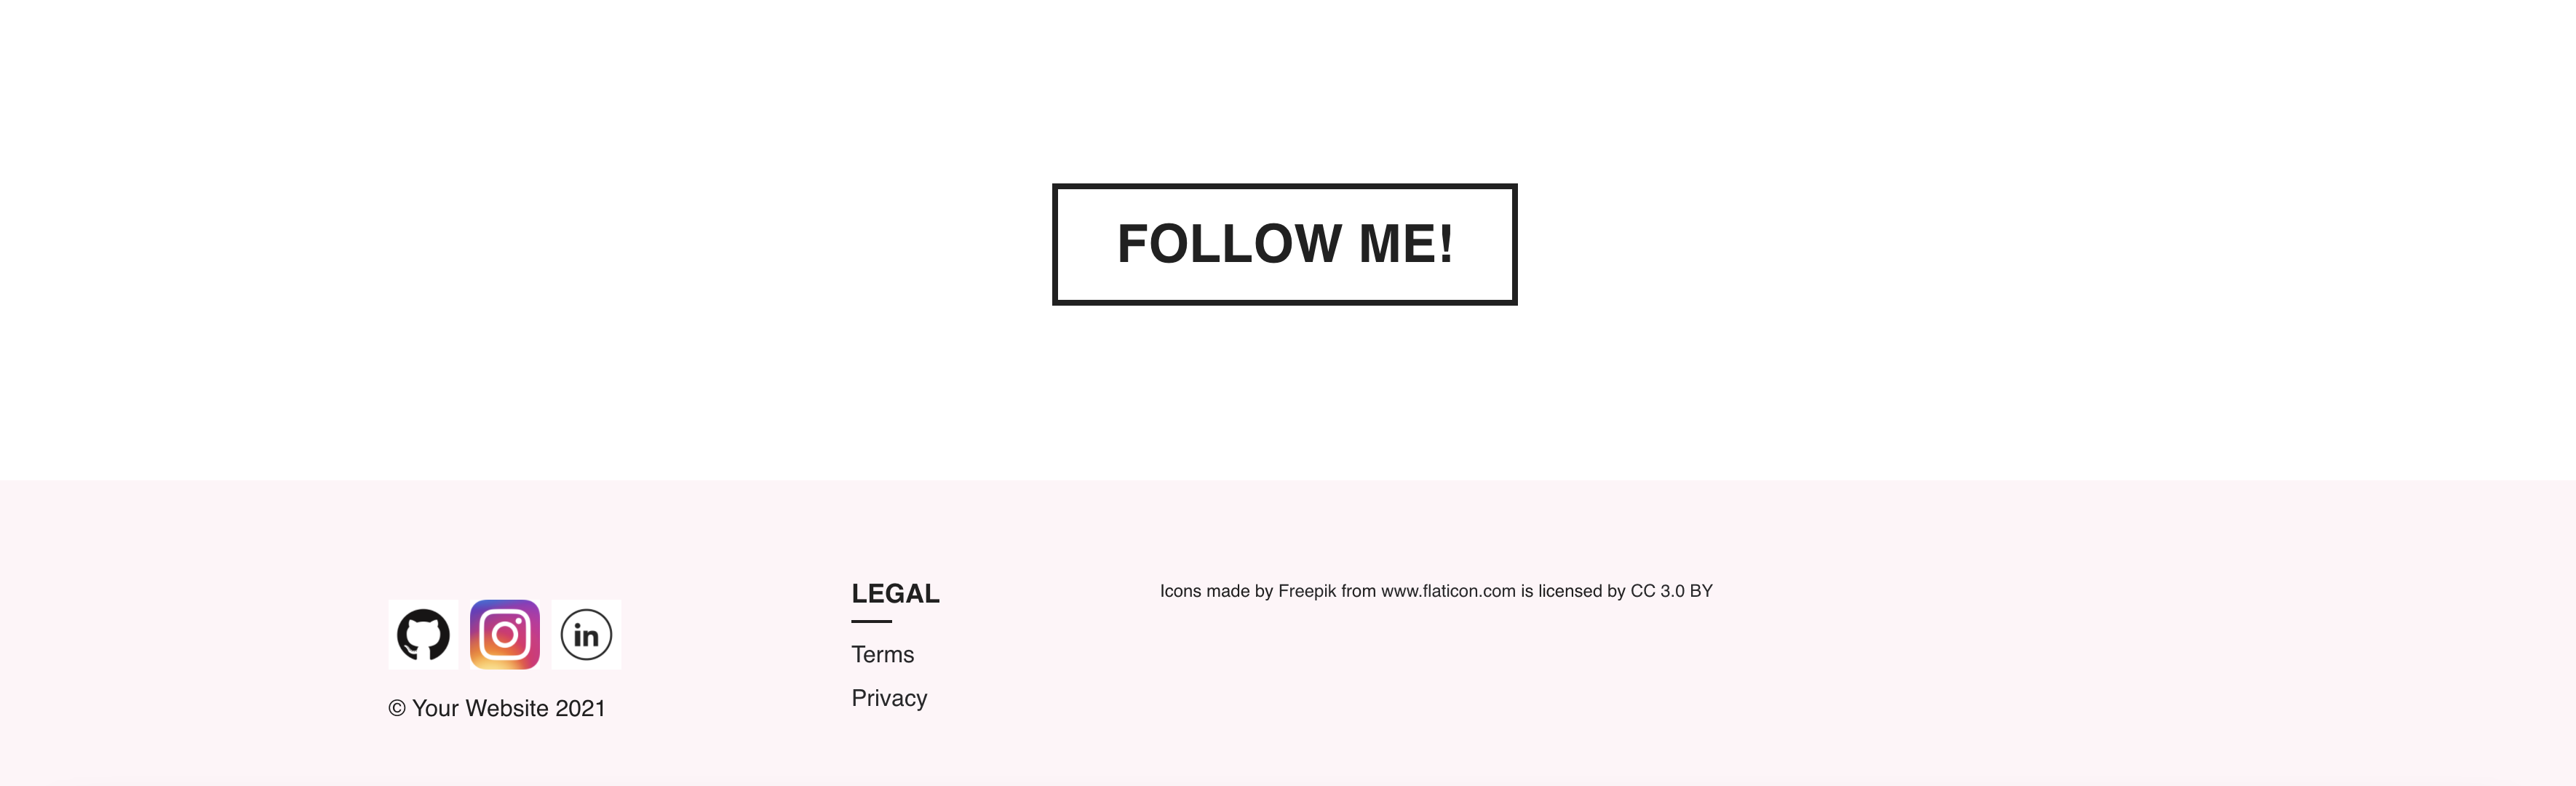 FOLLOW ME!
in
© Your Website 2021
LEGAL
Terms
Privacy
Icons made by Freepik from www.flaticon.com is licensed by CC 3.0 BY